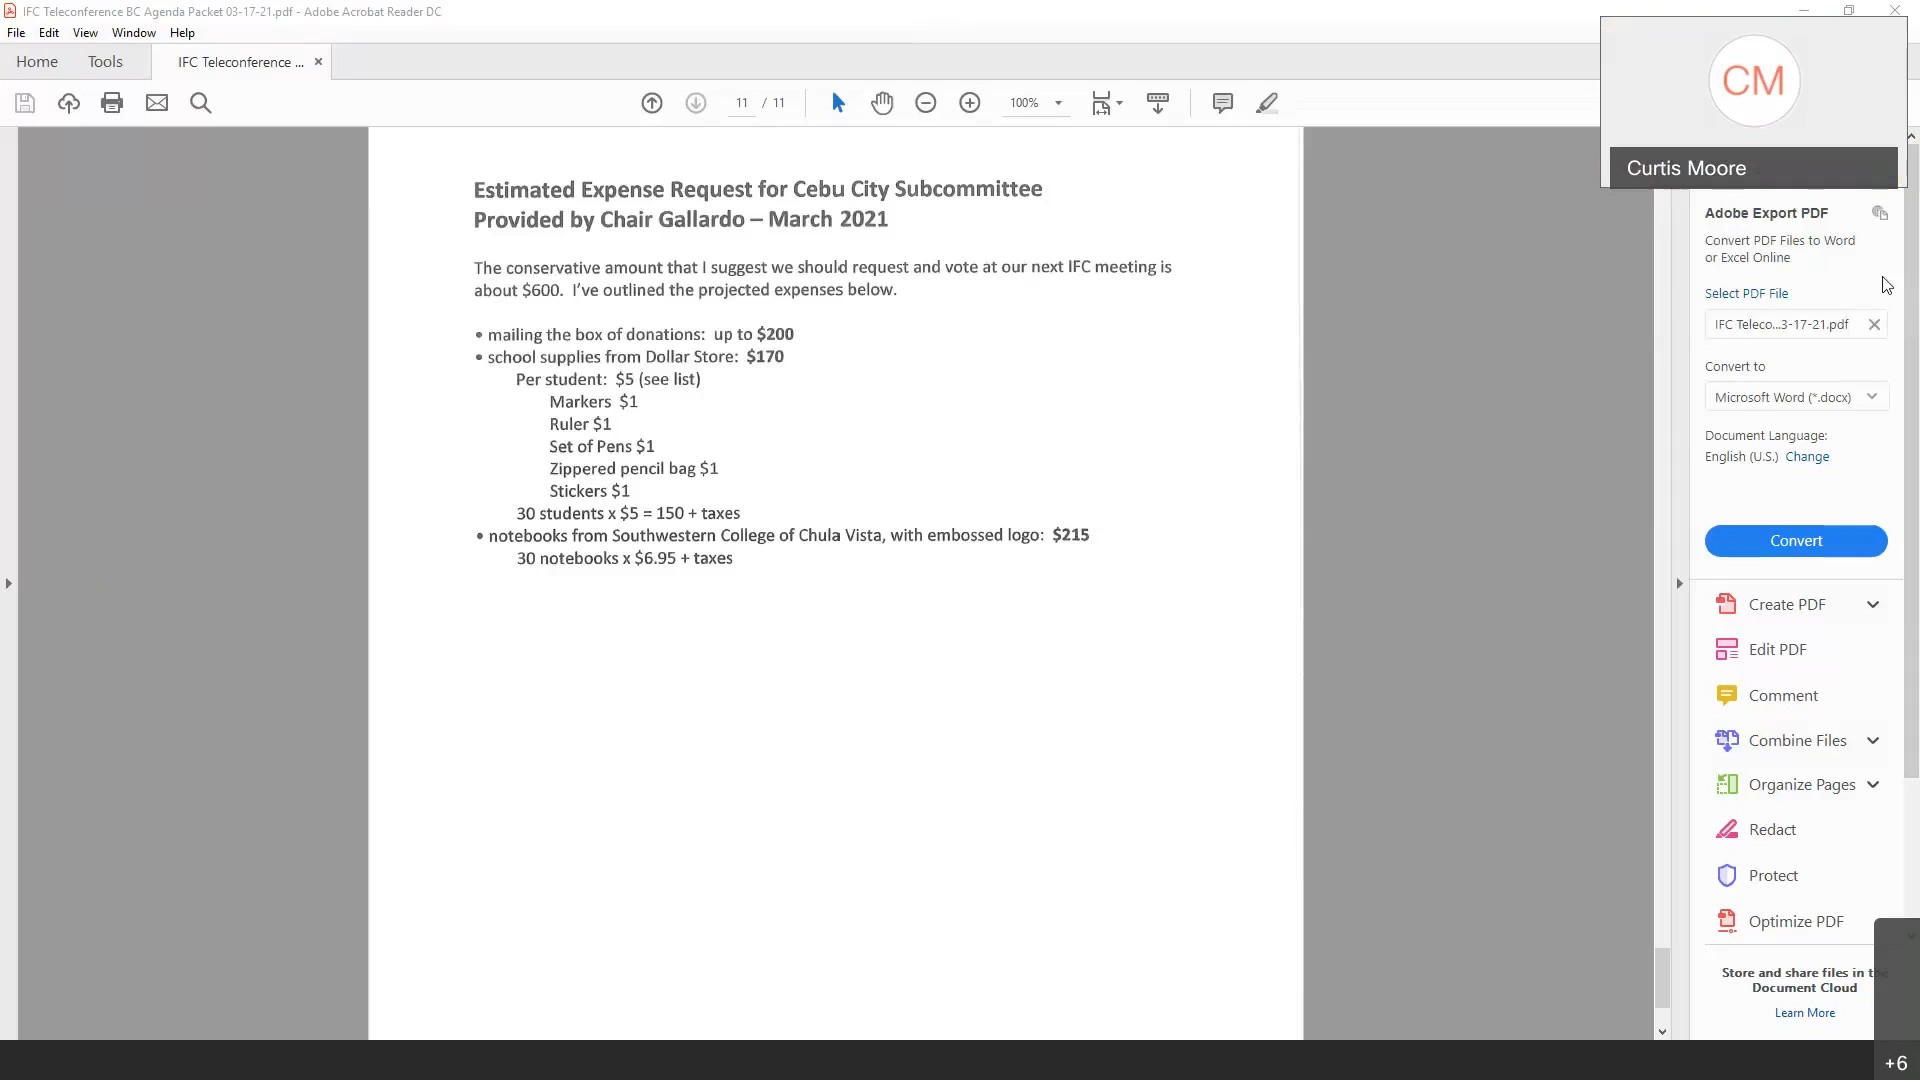 IFC Teleconference BC Agenda Packet 03-17-21.pdf - Adobe Acrobat Reader DC
File Edit View Window Help
Home Tools IFC Teleconference ... ×
11 / 11 100%
CM
Curtis Moore
Estimated Expense Request for Cebu City Subcommittee
Provided by Chair Gallardo – March 2021
The conservative amount that I suggest we should request and vote at our next IFC meeting is
about $600. I've outlined the projected expenses below.
• mailing the box of donations: up to $200
• school supplies from Dollar Store: $170
Per student: $5 (see list)
Markers $1
Ruler $1
Set of Pens $1
Zippered pencil bag $1
Stickers $1
30 students x $5 = 150 + taxes
• notebooks from Southwestern College of Chula Vista, with embossed logo: $215
30 notebooks x $6.95 + taxes
Adobe Export PDF
Convert PDF Files to Word
or Excel Online
Select PDF File
IFC Teleco...3-17-21.pdf
Convert to
Microsoft Word (*.docx)
Document Language:
English (U.S.) Change
Convert
Create PDF
Edit PDF
Comment
Combine Files
Organize Pages
Redact
Protect
Optimize PDF
Store and share files in the
Document Cloud
Learn More
+6